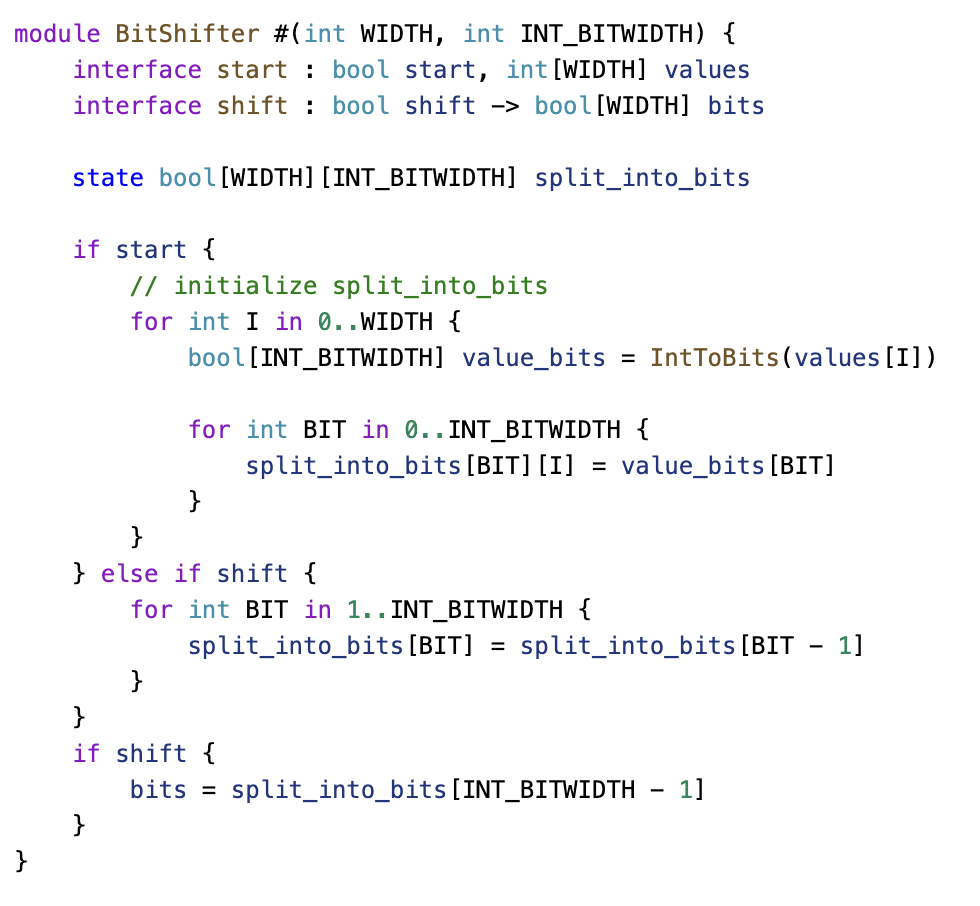 module BitShifter #(int WIDTH, int INT_BITWIDTH) {
    interface start : bool start, int[WIDTH] values
    interface shift : bool shift -> bool[WIDTH] bits

    state bool[WIDTH][INT_BITWIDTH] split_into_bits

    if start {
        // initialize split_into_bits
        for int I in 0..WIDTH {
            bool[INT_BITWIDTH] value_bits = IntToBits(values[I])

            for int BIT in 0..INT_BITWIDTH {
                split_into_bits[BIT][I] = value_bits[BIT]
            }
        }
    } else if shift {
        for int BIT in 1..INT_BITWIDTH {
            split_into_bits[BIT] = split_into_bits[BIT - 1]
        }
    }
    if shift {
        bits = split_into_bits[INT_BITWIDTH - 1]
    }
}